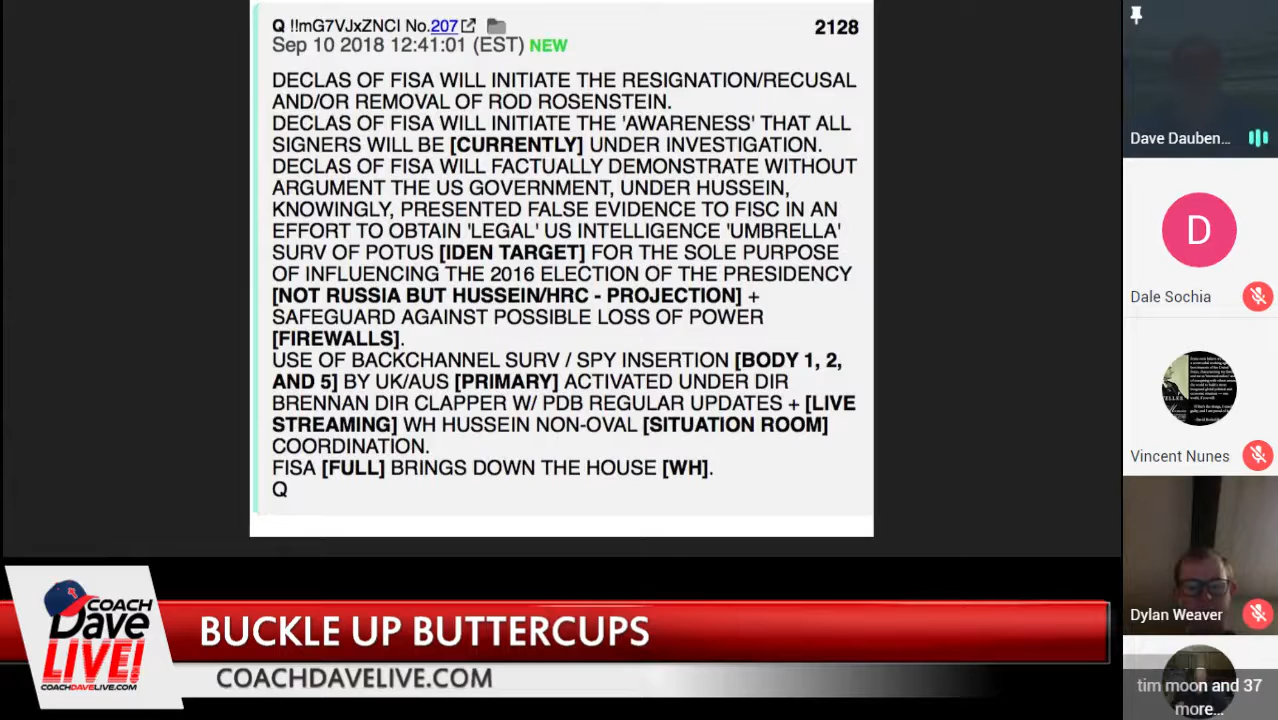 Q !!mG7VJxZNCI No.207
2128
Sep 10 2018 12:41:01 (EST) NEW
DECLAS OF FISA WILL INITIATE THE RESIGNATION/RECUSAL
AND/OR REMOVAL OF ROD ROSENSTEIN.
DECLAS OF FISA WILL INITIATE THE 'AWARENESS' THAT ALL
SIGNERS WILL BE [CURRENTLY] UNDER INVESTIGATION.
DECLAS OF FISA WILL FACTUALLY DEMONSTRATE WITHOUT
ARGUMENT THE US GOVERNMENT, UNDER HUSSEIN,
KNOWINGLY, PRESENTED FALSE EVIDENCE TO FISC IN AN
EFFORT TO OBTAIN 'LEGAL' US INTELLIGENCE 'UMBRELLA'
SURV OF POTUS [IDEN TARGET] FOR THE SOLE PURPOSE
OF INFLUENCING THE 2016 ELECTION OF THE PRESIDENCY
[NOT RUSSIA BUT HUSSEIN/HRC - PROJECTION] +
SAFEGUARD AGAINST POSSIBLE LOSS OF POWER
[FIREWALLS].
USE OF BACKCHANNEL SURV / SPY INSERTION [BODY 1, 2,
AND 5] BY UK/AUS [PRIMARY] ACTIVATED UNDER DIR
BRENNAN DIR CLAPPER W/ PDB REGULAR UPDATES + [LIVE
STREAMING] WH HUSSEIN NON-OVAL [SITUATION ROOM]
COORDINATION.
FISA [FULL] BRINGS DOWN THE HOUSE [WH].
Q
Dave Dauben...
D
Dale Sochia
Vincent Nunes
Dylan Weaver
tim moon and 37
more...
COACH
Dave
LIVE!
COACHDAVELIVE.COM
BUCKLE UP BUTTERCUPS
COACHDAVELIVE.COM